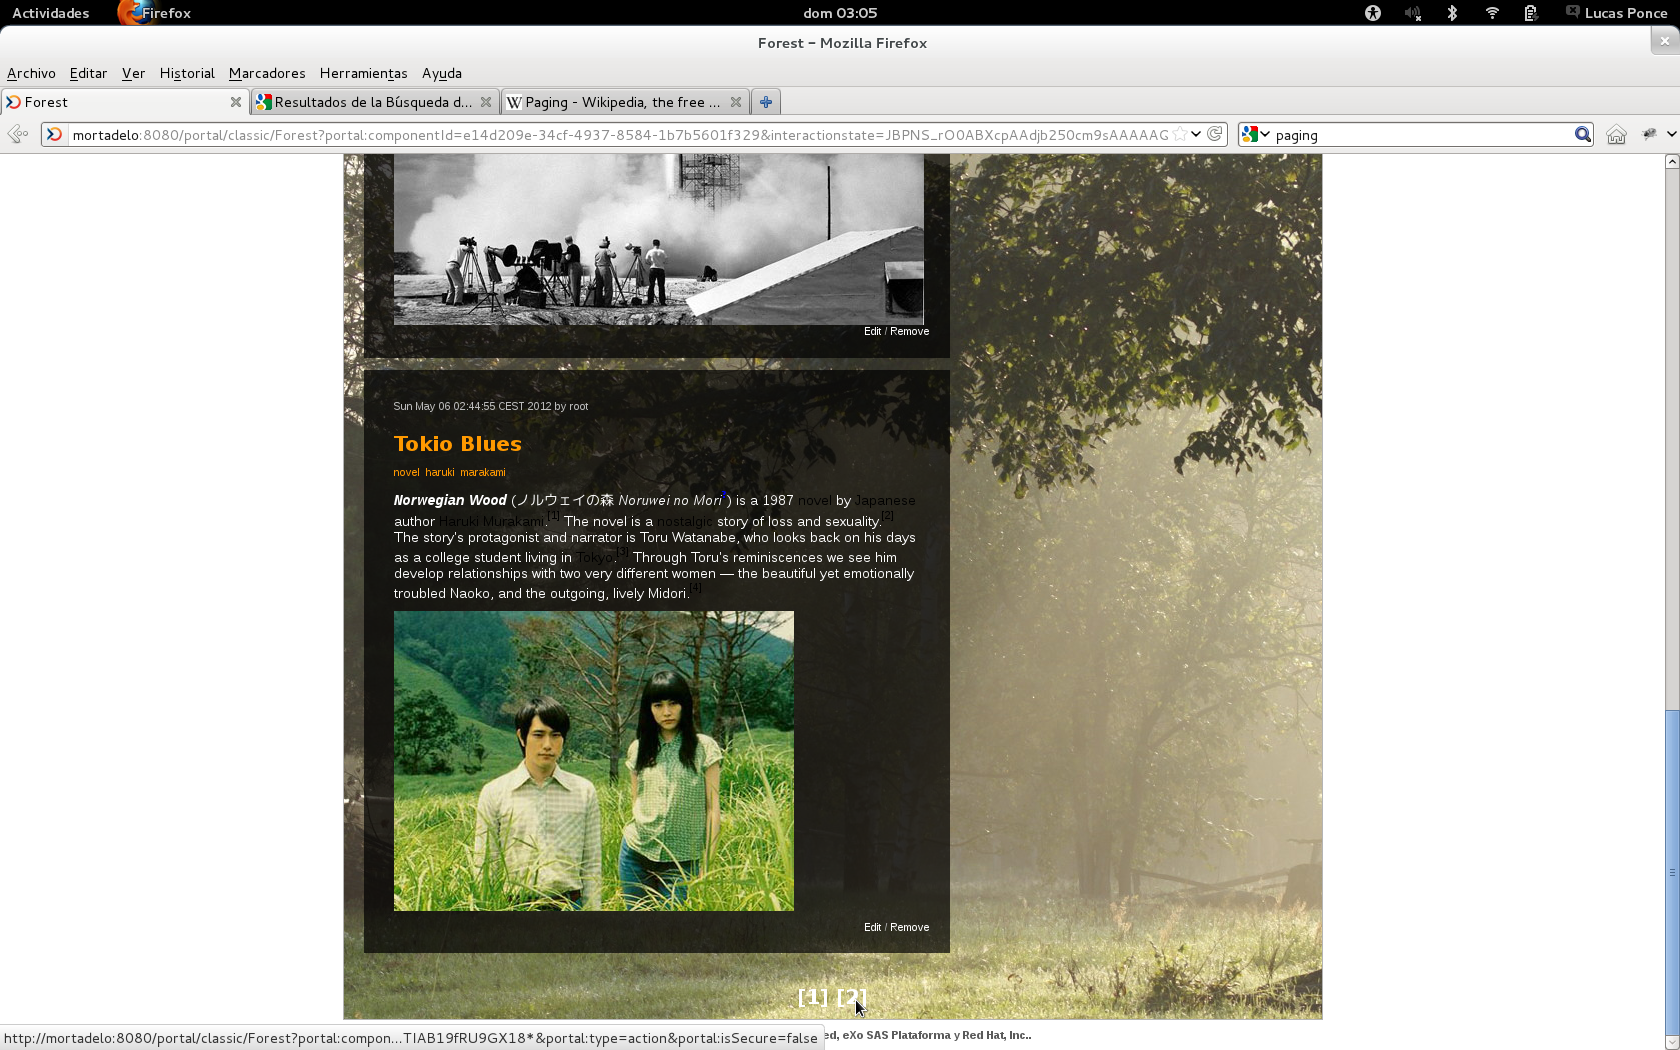 Actividades Firefox dom 03:05 Lucas Ponce
Forest – Mozilla Firefox
Archivo Editar Ver Historial Marcadores Herramientas Ayuda
Forest Resultados de la Búsqueda d... Paging - Wikipedia, the free ...
mortadelo:8080/portal/classic/Forest?portal:componentId=e14d209e-34cf-4937-8584-1b7b5601f329&interactionstate=JBPNS_rO0ABXcpAAdjb250cm9sAAAAAG paging
Edit / Remove
Sun May 06 02:44:55 CEST 2012 by root
Tokio Blues
novel haruki marakami
Norwegian Wood (ノルウェイの森 Noruwei no Mori) is a 1987 novel by Japanese
author Haruki Murakami.[1] The novel is a nostalgic story of loss and sexuality.[2]
The story's protagonist and narrator is Toru Watanabe, who looks back on his days
as a college student living in Tokyo.[3] Through Toru's reminiscences we see him
develop relationships with two very different women — the beautiful yet emotionally
troubled Naoko, and the outgoing, lively Midori.[4]
Edit / Remove
[1] [2]
http://mortadelo:8080/portal/classic/Forest?portal:compon...TIAB19fRU9GX18*&portal:type=action&portal:isSecure=false ed, eXo SAS Plataforma y Red Hat, Inc..